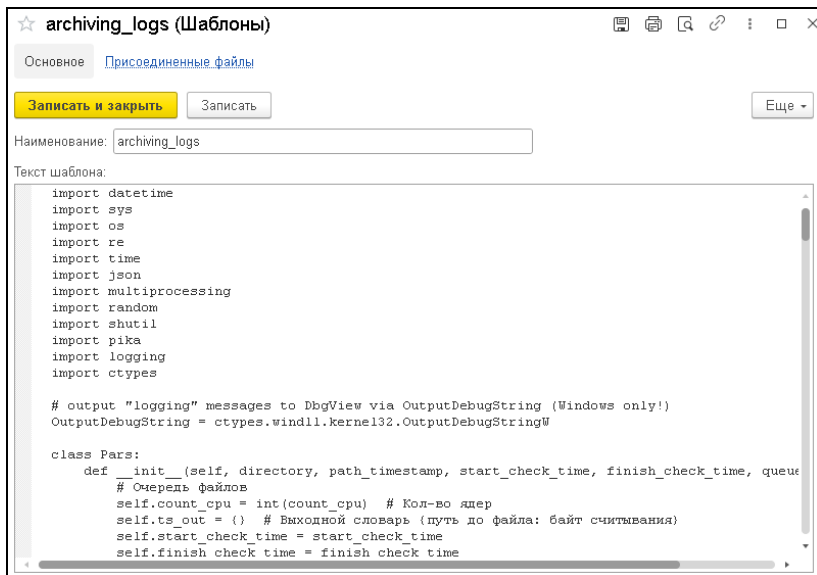 archiving_logs (Шаблоны)
Основное Присоединенные файлы
Записать и закрыть Записать Еще
Наименование: archiving_logs
Текст шаблона:
import datetime
import sys
import os
import re
import time
import json
import multiprocessing
import random
import shutil
import pika
import logging
import ctypes
# output "logging" messages to DbgView via OutputDebugString (Windows only!)
OutputDebugString = ctypes.windll.kernel32.OutputDebugStringW
class Pars:
def __init__(self, directory, path_timestamp, start_check_time, finish_check_time, queue
# Очередь файлов
self.count_cpu = int(count_cpu) # Кол-во ядер
self.ts_out = {} # Выходной словарь {путь до файла: байт считывания}
self.start_check_time = start_check_time
self.finish_check_time = finish_check_time